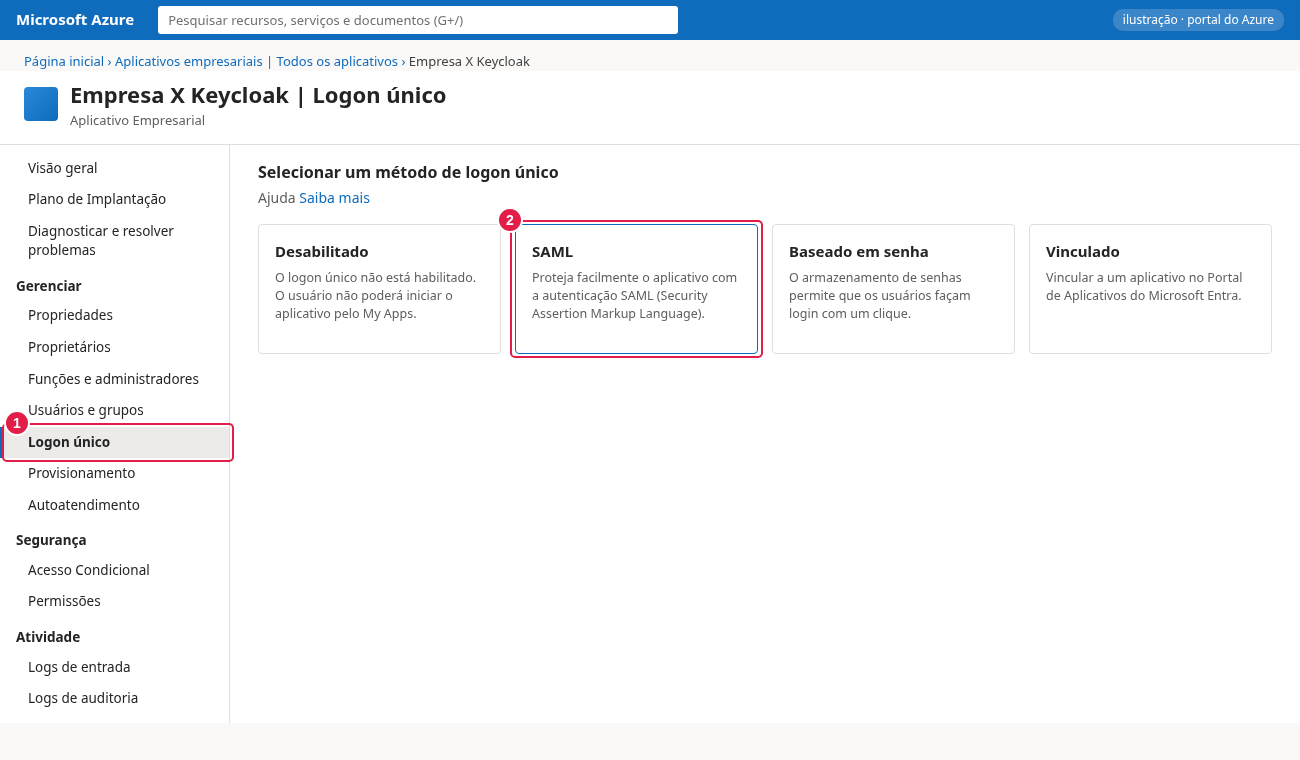 Microsoft Azure
Pesquisar recursos, serviços e documentos (G+/)
ilustração · portal do Azure
Página inicial › Aplicativos empresariais | Todos os aplicativos › Empresa X Keycloak
Empresa X Keycloak | Logon único
Aplicativo Empresarial
Visão geral
Plano de Implantação
Diagnosticar e resolver
problemas
Gerenciar
Propriedades
Proprietários
Funções e administradores
Usuários e grupos
1
Logon único
Provisionamento
Autoatendimento
Segurança
Acesso Condicional
Permissões
Atividade
Logs de entrada
Logs de auditoria
Selecionar um método de logon único
Ajuda Saiba mais
Desabilitado
O logon único não está habilitado.
O usuário não poderá iniciar o
aplicativo pelo My Apps.
2
SAML
Proteja facilmente o aplicativo com
a autenticação SAML (Security
Assertion Markup Language).
Baseado em senha
O armazenamento de senhas
permite que os usuários façam
login com um clique.
Vinculado
Vincular a um aplicativo no Portal
de Aplicativos do Microsoft Entra.